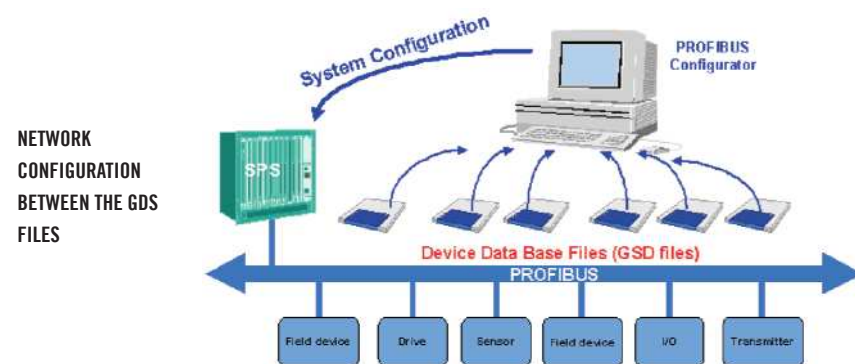 NETWORK
CONFIGURATION
BETWEEN THE GDS
FILES
System Configuration
PROFIBUS
Configurator
SPS
Device Data Base Files (GSD files)
PROFIBUS
Field device
Drive
Sensor
Field device
I/O
Transmitter